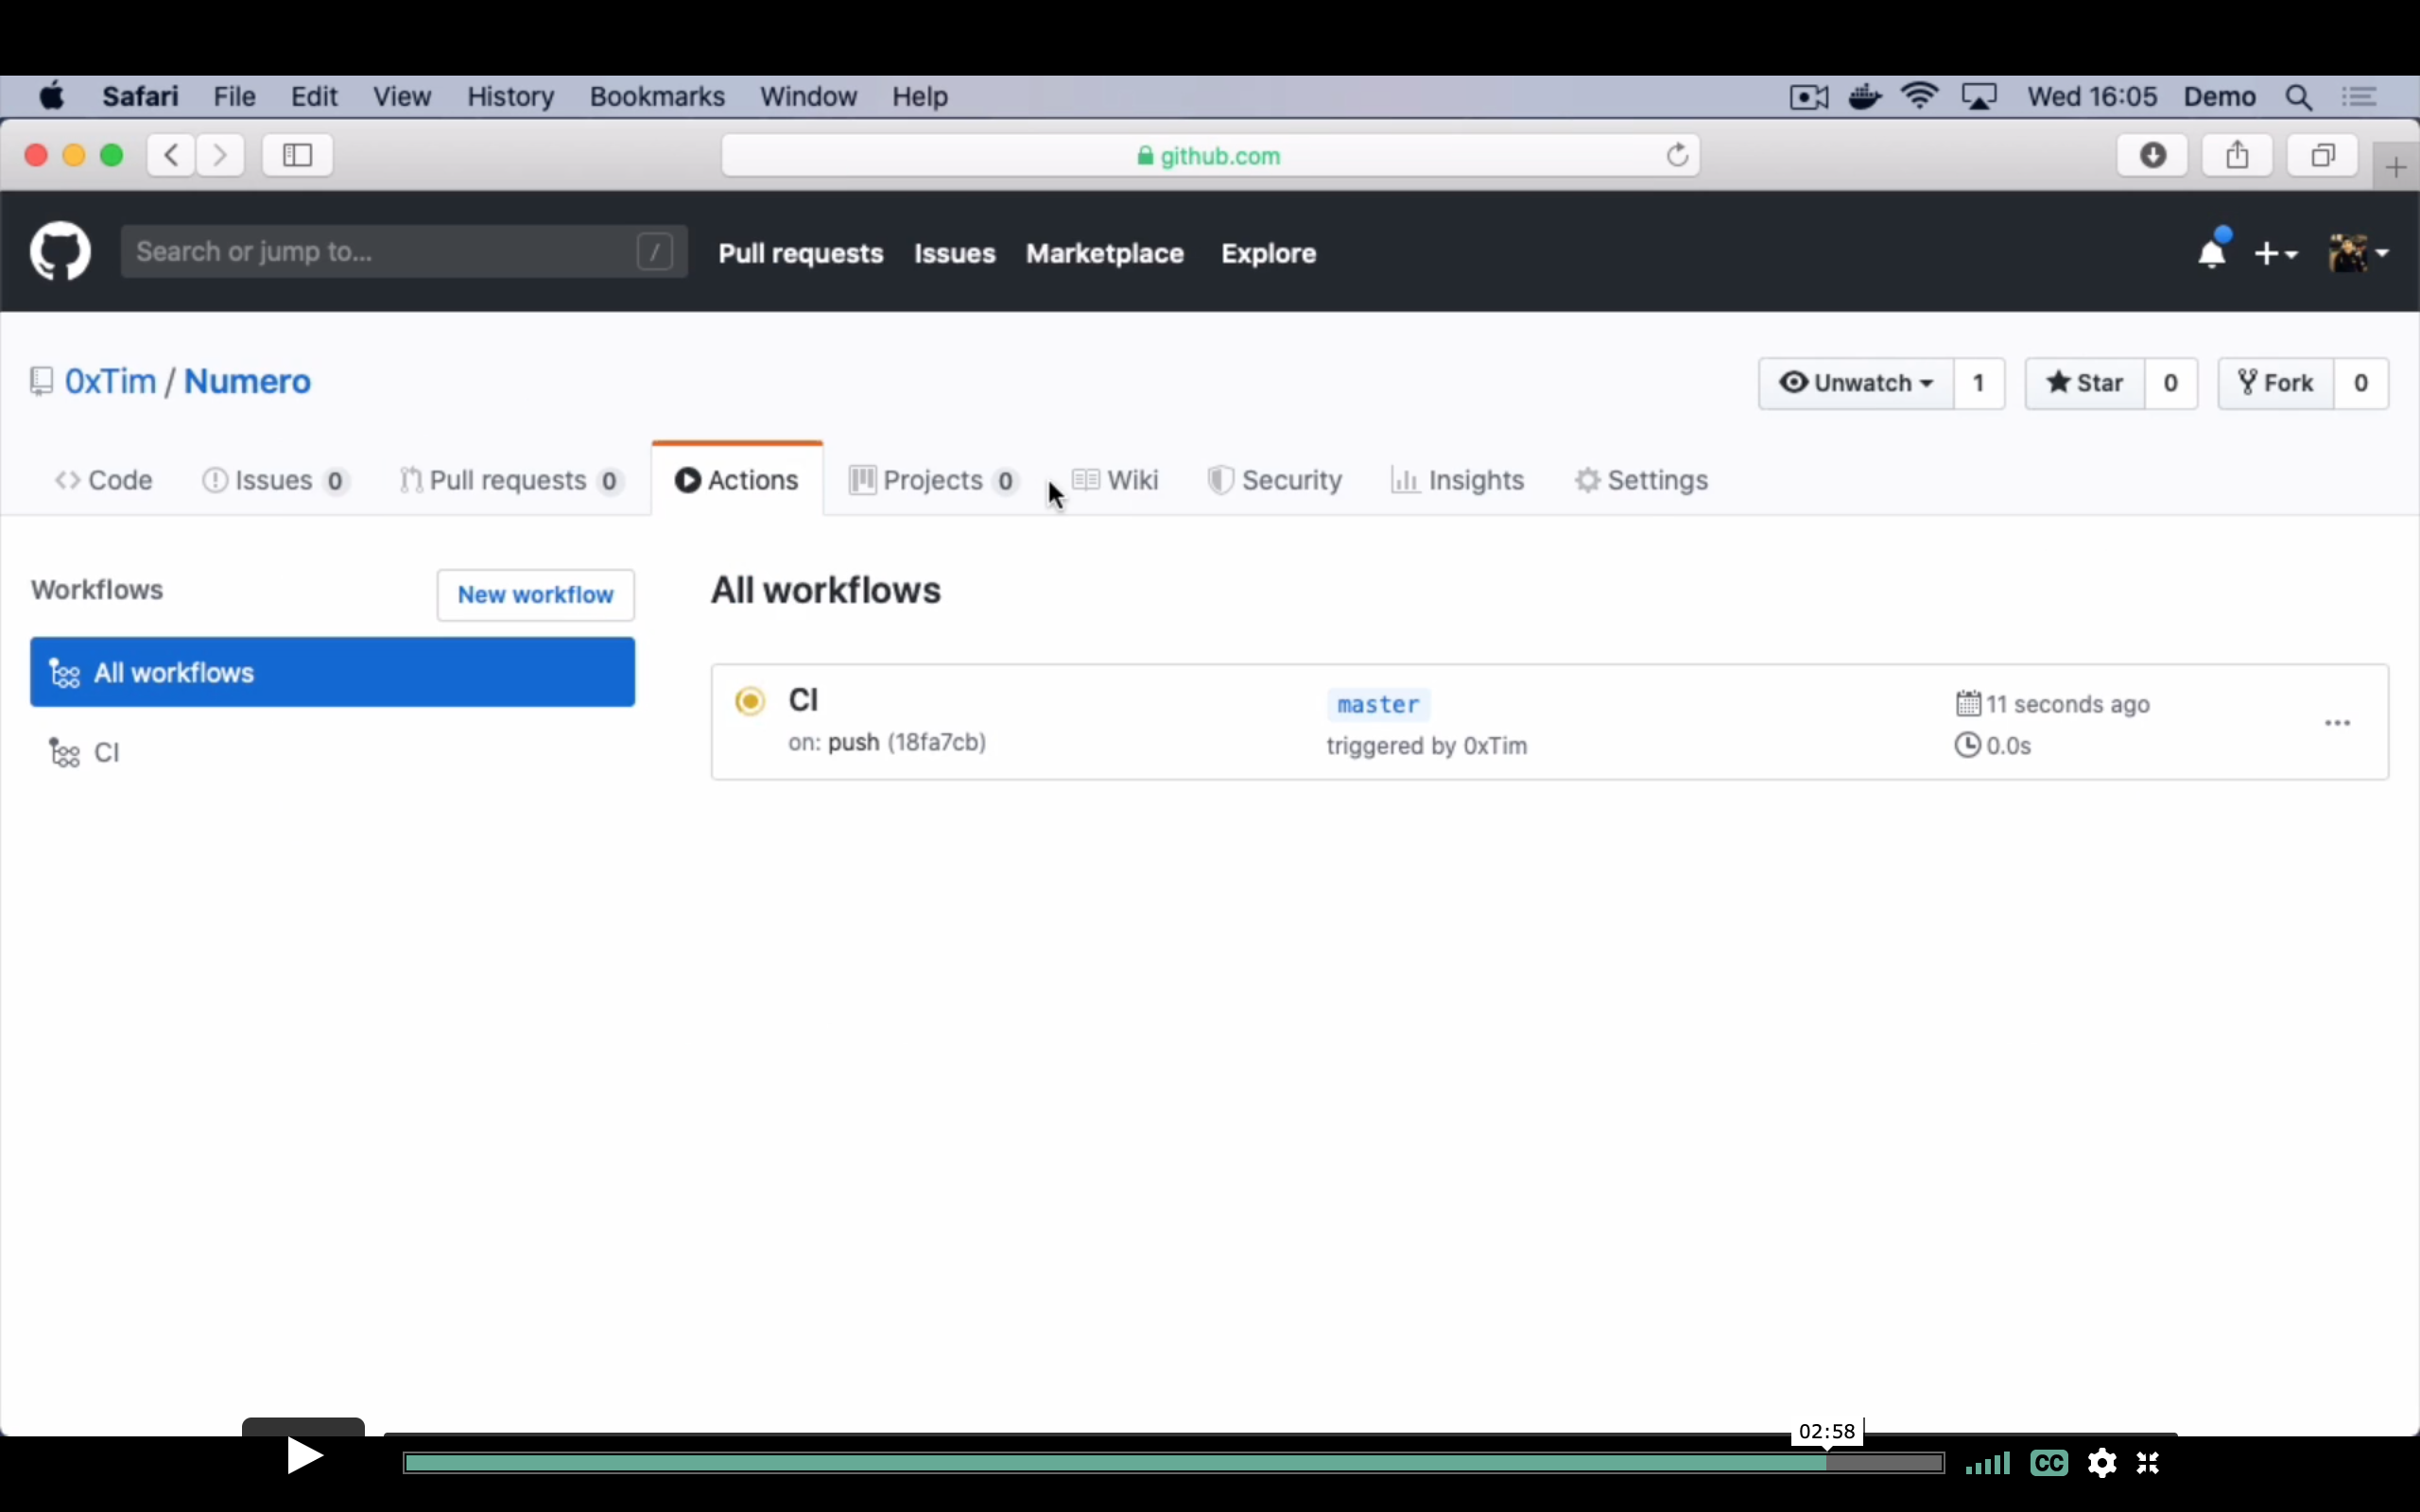 Safari File Edit View History Bookmarks Window Help Wed 16:05 Demo
github.com
Search or jump to... / Pull requests Issues Marketplace Explore
0xTim / Numero Unwatch 1 Star 0 Fork 0
Code Issues 0 Pull requests 0 Actions Projects 0 Wiki Security Insights Settings
Workflows New workflow
All workflows
CI
All workflows
CI master 11 seconds ago
on: push (18fa7cb) triggered by 0xTim 0.0s
02:58
CC